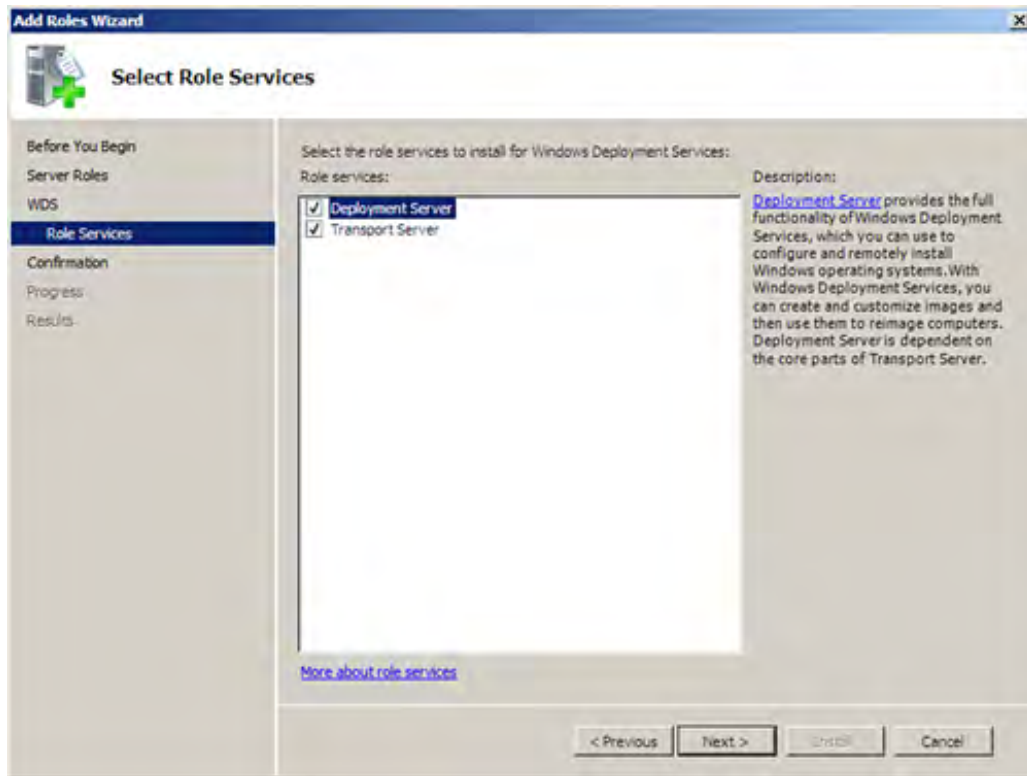 Add Roles Wizard
Select Role Services
Before You Begin
Server Roles
WDS
Role Services
Confirmation
Progress
Results
Select the role services to install for Windows Deployment Services:
Role services:
Deployment Server
Transport Server
More about role services
Description:
Deployment Server provides the full
functionality of Windows Deployment
Services, which you can use to
configure and remotely install
Windows operating systems. With
Windows Deployment Services, you
can create and customize images and
then use them to reimage computers.
Deployment Server is dependent on
the core parts of Transport Server.
< Previous
Next >
Install
Cancel